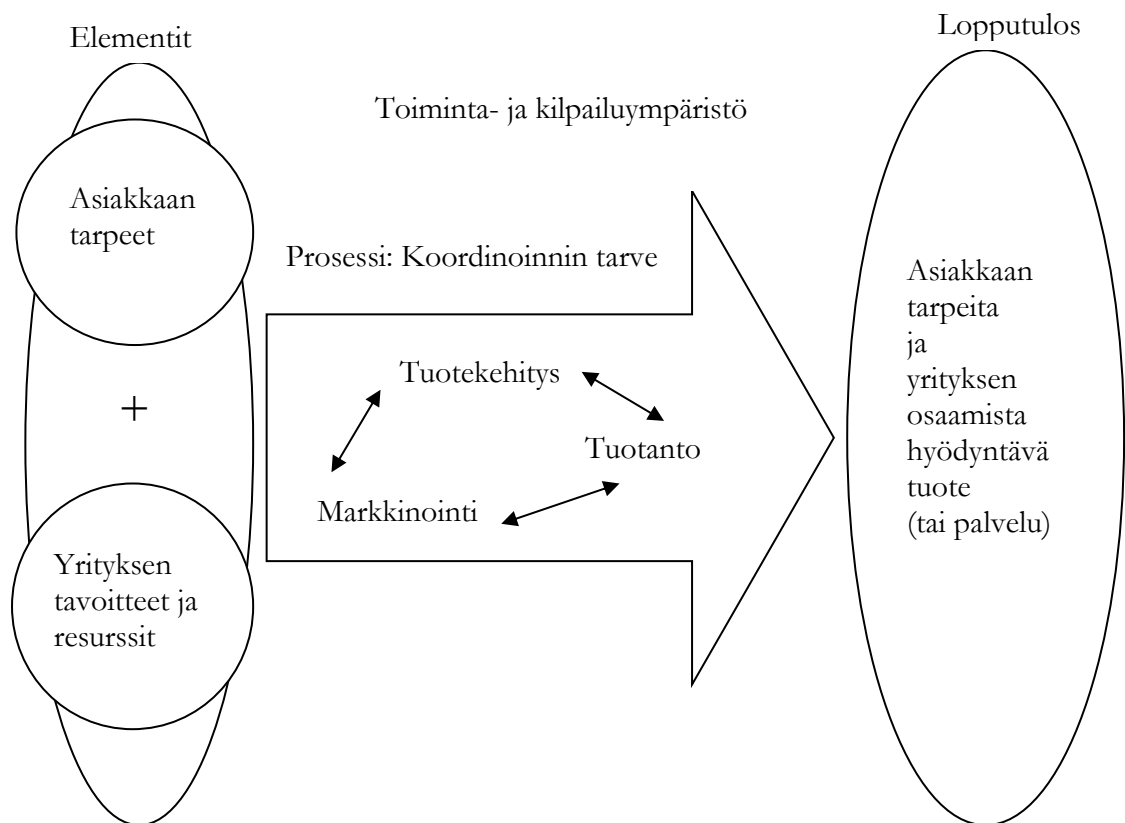 Elementit
Lopputulos
Toiminta- ja kilpailuympäristö
Asiakkaan
tarpeet
+
Yrityksen
tavoitteet ja
resurssit
Prosessi: Koordinoinnin tarve
Tuotekehitys
Tuotanto
Markkinointi
Asiakkaan
tarpeita
ja
yrityksen
osaamista
hyödyntävä
tuote
(tai palvelu)